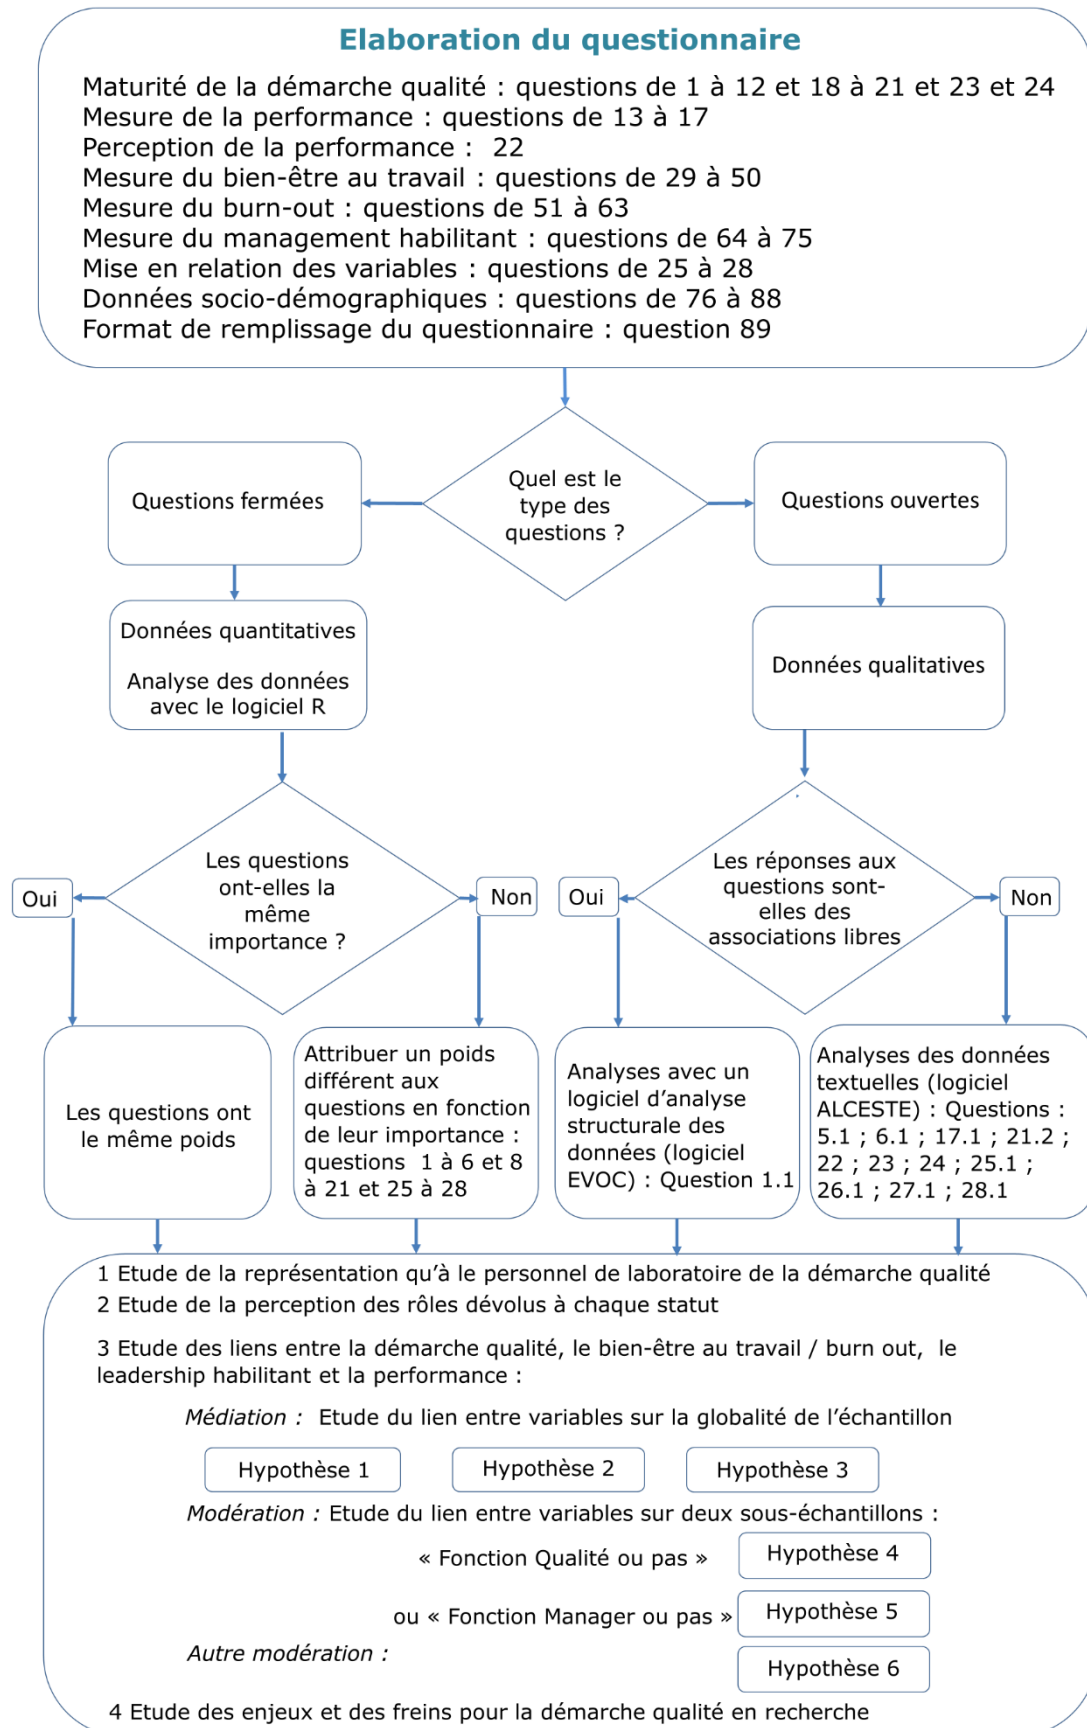 Elaboration du questionnaire
Maturité de la démarche qualité : questions de 1 à 12 et 18 à 21 et 23 et 24
Mesure de la performance : questions de 13 à 17
Perception de la performance :  22
Mesure du bien-être au travail : questions de 29 à 50
Mesure du burn-out : questions de 51 à 63
Mesure du management habilitant : questions de 64 à 75
Mise en relation des variables : questions de 25 à 28
Données socio-démographiques : questions de 76 à 88
Format de remplissage du questionnaire : question 89
Quel est le
type des
questions ?
Questions fermées
Questions ouvertes
Données quantitatives
Analyse des données
avec le logiciel R
Données qualitatives
Les questions
ont-elles la
même
importance ?
Oui
Non
Les réponses aux
questions sont-
elles des
associations libres
Oui
Non
Les questions ont
le même poids
Attribuer un poids
différent aux
questions en fonction
de leur importance :
questions  1 à 6 et 8
à 21 et 25 à 28
Analyses avec un
logiciel d’analyse
structurale des
données (logiciel
EVOC) : Question 1.1
Analyses des données
textuelles (logiciel
ALCESTE) : Questions :
5.1 ; 6.1 ; 17.1 ; 21.2 ;
22 ; 23 ; 24 ; 25.1 ;
26.1 ; 27.1 ; 28.1
1 Etude de la représentation qu’à le personnel de laboratoire de la démarche qualité
2 Etude de la perception des rôles dévolus à chaque statut
3 Etude des liens entre la démarche qualité, le bien-être au travail / burn out,  le
leadership habilitant et la performance :
Médiation :  Etude du lien entre variables sur la globalité de l’échantillon
Hypothèse 1
Hypothèse 2
Hypothèse 3
Modération : Etude du lien entre variables sur deux sous-échantillons :
« Fonction Qualité ou pas »
Hypothèse 4
ou « Fonction Manager ou pas »
Hypothèse 5
Autre modération :
Hypothèse 6
4 Etude des enjeux et des freins pour la démarche qualité en recherche